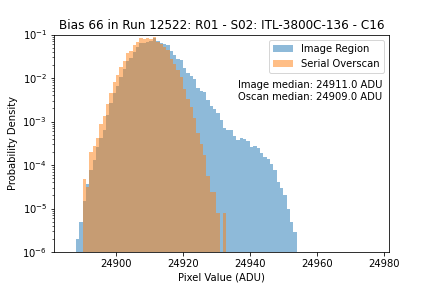 Bias 66 in Run 12522: R01 - S02: ITL-3800C-136 - C16
Image Region
Serial Overscan
Image median: 24911.0 ADU
Oscan median: 24909.0 ADU
Probability Density
10⁻¹
10⁻²
10⁻³
10⁻⁴
10⁻⁵
10⁻⁶
24900 24920 24940 24960 24980
Pixel Value (ADU)